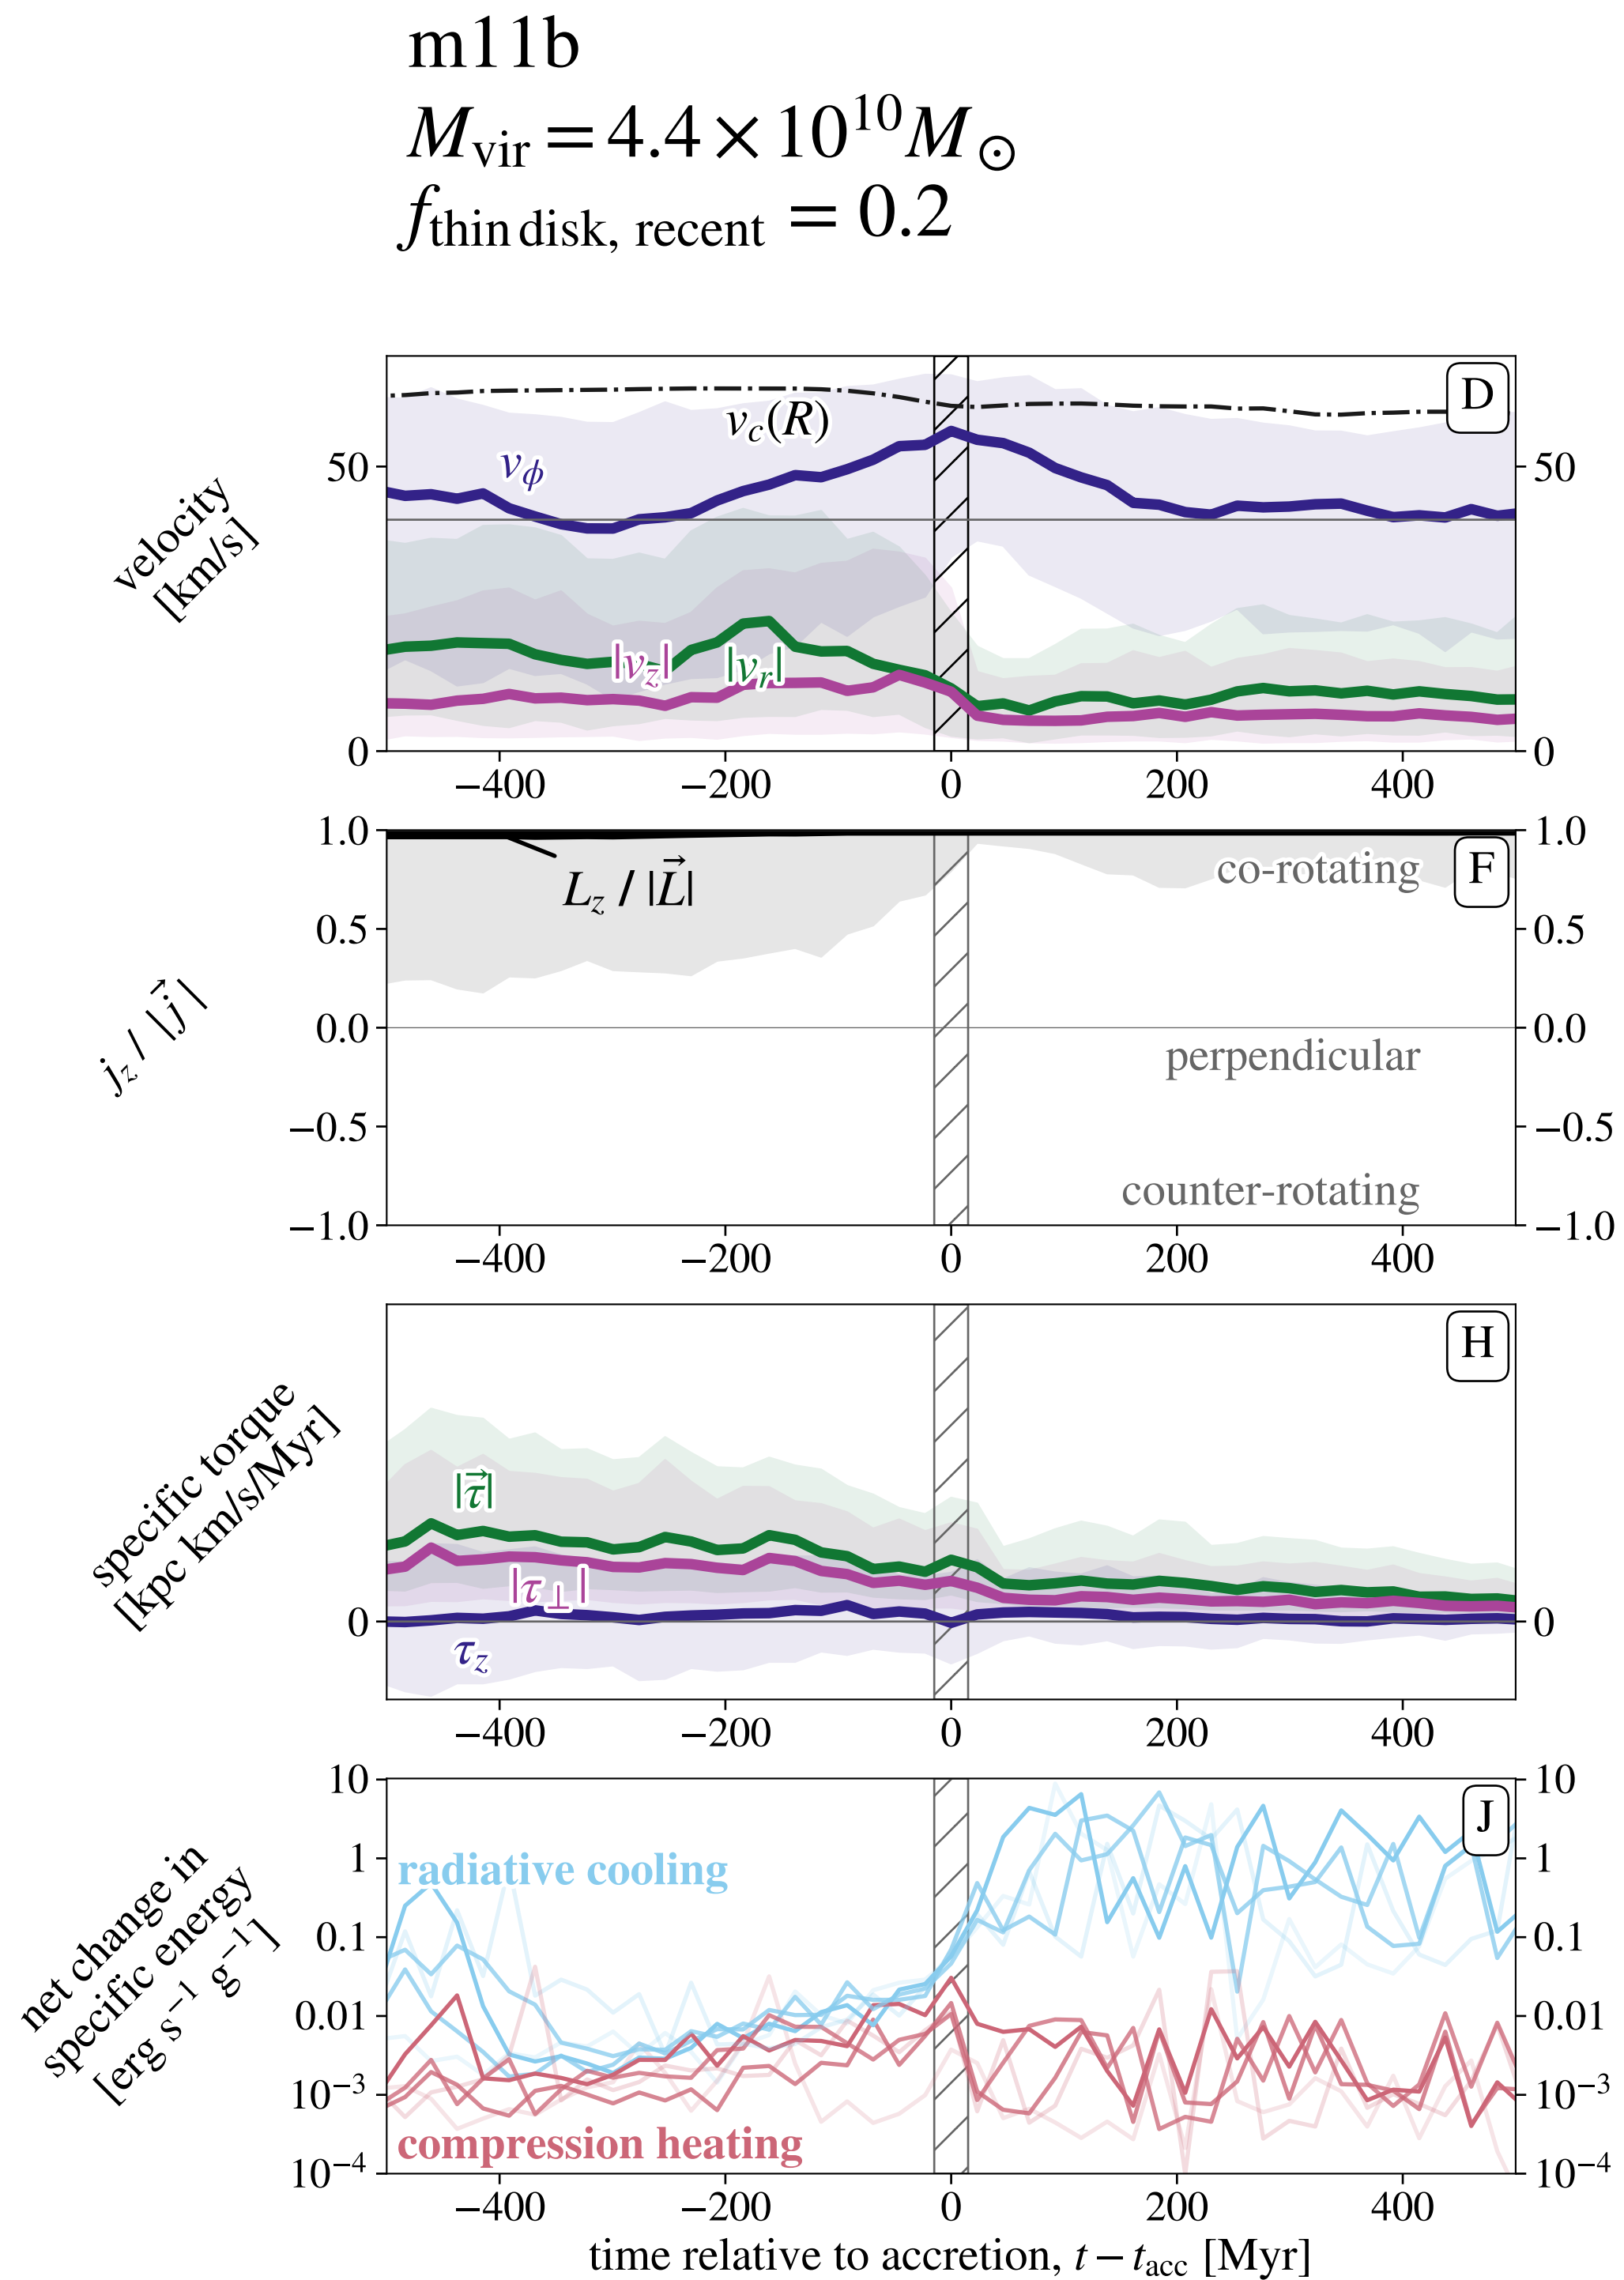 m11b
M_vir = 4.4 × 10^10 M_⊙
f_thin disk, recent = 0.2
velocity
[km/s]
50
0
50
0
D
v_c(R)
v_ϕ
|v_z|
|v_r|
−400 −200 0 200 400
j_z / |j⃗|
1.0
0.5
0.0
−0.5
−1.0
1.0
0.5
0.0
−0.5
−1.0
F
L_z / |L⃗|
co-rotating
perpendicular
counter-rotating
−400 −200 0 200 400
specific torque
[kpc km/s/Myr]
0
0
H
|τ⃗|
|τ_⊥|
τ_z
−400 −200 0 200 400
net change in
specific energy
[erg s^−1 g^−1]
10
1
0.1
0.01
10^−3
10^−4
10
1
0.1
0.01
10^−3
10^−4
J
radiative cooling
compression heating
−400 −200 0 200 400
time relative to accretion, t − t_acc [Myr]